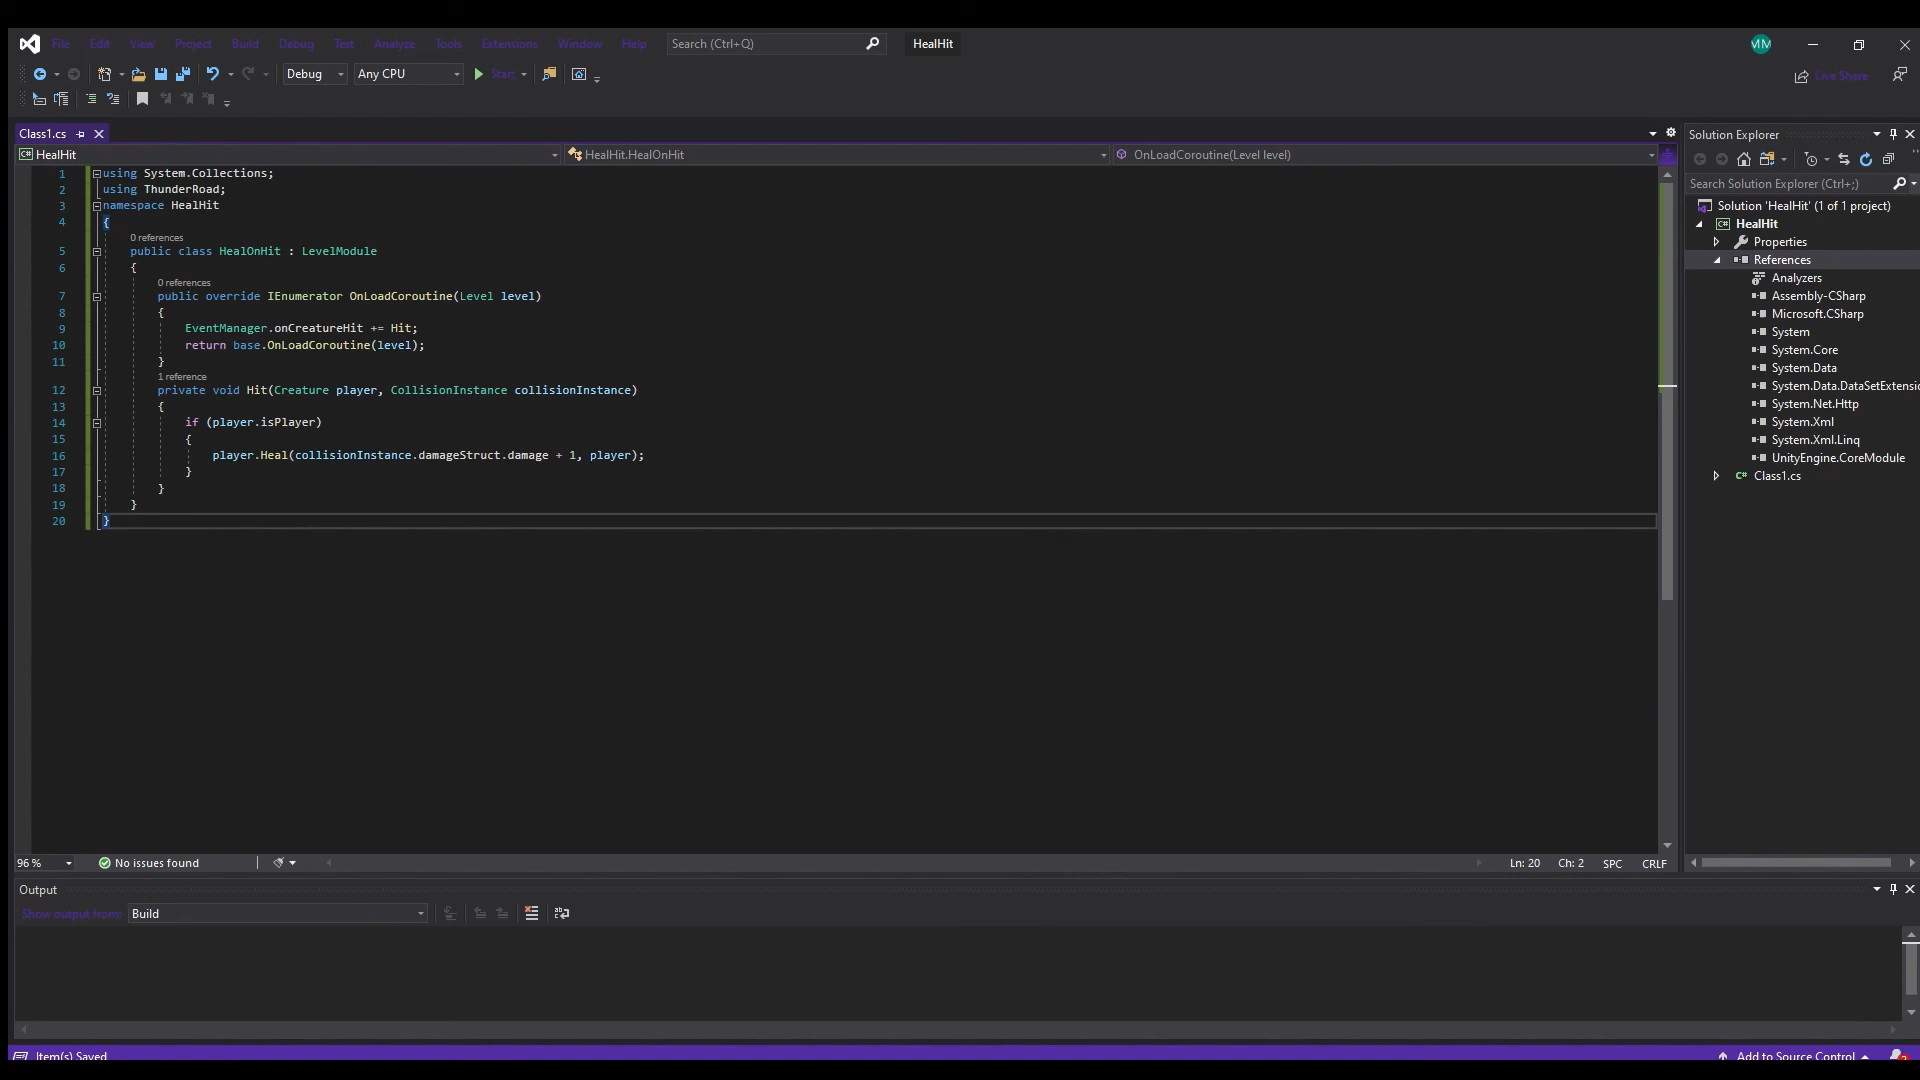 File Edit View Project Build Debug Test Analyze Tools Extensions Window Help Search (Ctrl+Q) HealHit
Debug Any CPU Start Live Share
Class1.cs
HealHit HealHit.HealOnHit OnLoadCoroutine(Level level)
1 using System.Collections;
2 using ThunderRoad;
3 namespace HealHit
4 {
0 references
5 public class HealOnHit : LevelModule
6 {
0 references
7 public override IEnumerator OnLoadCoroutine(Level level)
8 {
9 EventManager.onCreatureHit += Hit;
10 return base.OnLoadCoroutine(level);
11 }
1 reference
12 private void Hit(Creature player, CollisionInstance collisionInstance)
13 {
14 if (player.isPlayer)
15 {
16 player.Heal(collisionInstance.damageStruct.damage + 1, player);
17 }
18 }
19 }
20 }
96 % No issues found Ln: 20 Ch: 2 SPC CRLF
Solution Explorer
Search Solution Explorer (Ctrl+;)
Solution 'HealHit' (1 of 1 project)
HealHit
Properties
References
Analyzers
Assembly-CSharp
Microsoft.CSharp
System
System.Core
System.Data
System.Data.DataSetExtensio
System.Net.Http
System.Xml
System.Xml.Linq
UnityEngine.CoreModule
Class1.cs
Output
Show output from: Build
Item(s) Saved Add to Source Control